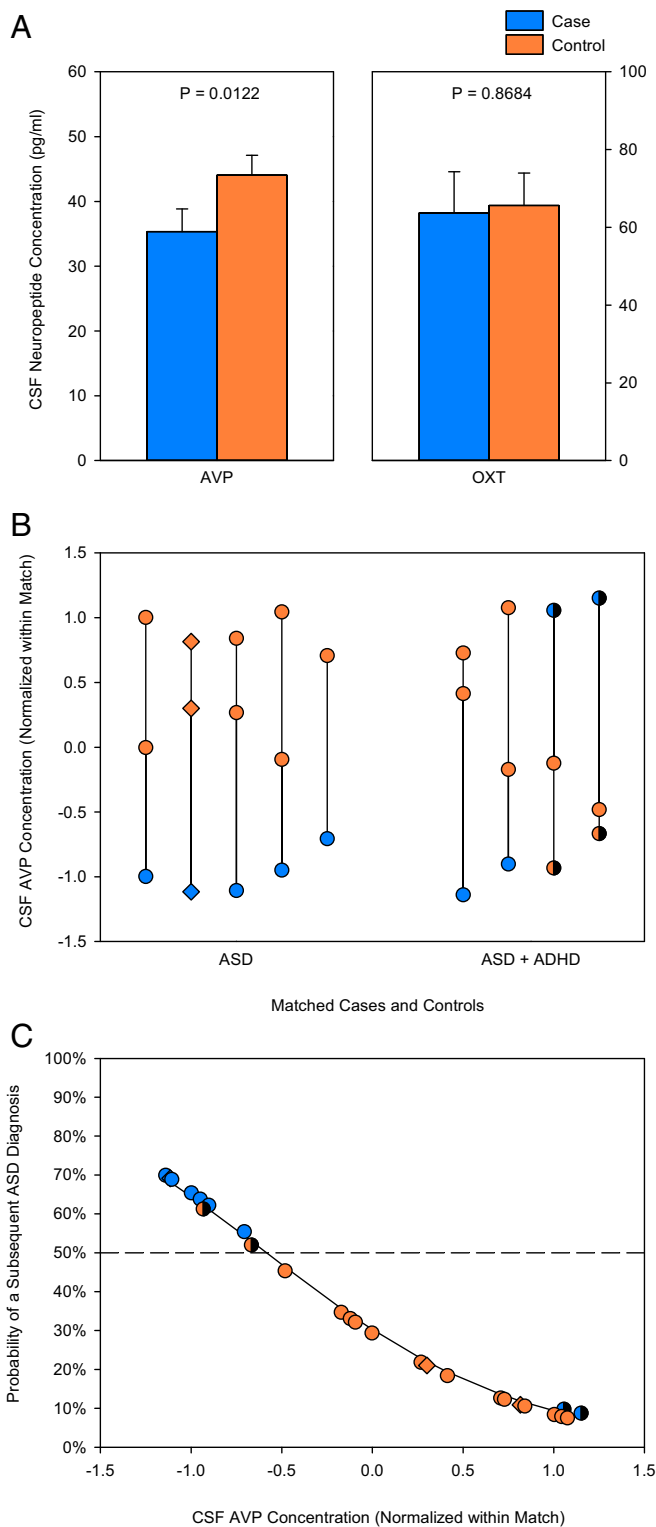 A
Case
Control
CSF Neuropeptide Concentration (pg/ml)
60
50
40
30
20
10
0
P = 0.0122
AVP
P = 0.8684
OXT
100
80
60
40
20
0
B
CSF AVP Concentration (Normalized within Match)
1.5
1.0
0.5
0.0
-0.5
-1.0
-1.5
ASD
ASD + ADHD
Matched Cases and Controls
C
Probability of a Subsequent ASD Diagnosis
100%
90%
80%
70%
60%
50%
40%
30%
20%
10%
0%
-1.5
-1.0
-0.5
0.0
0.5
1.0
1.5
CSF AVP Concentration (Normalized within Match)